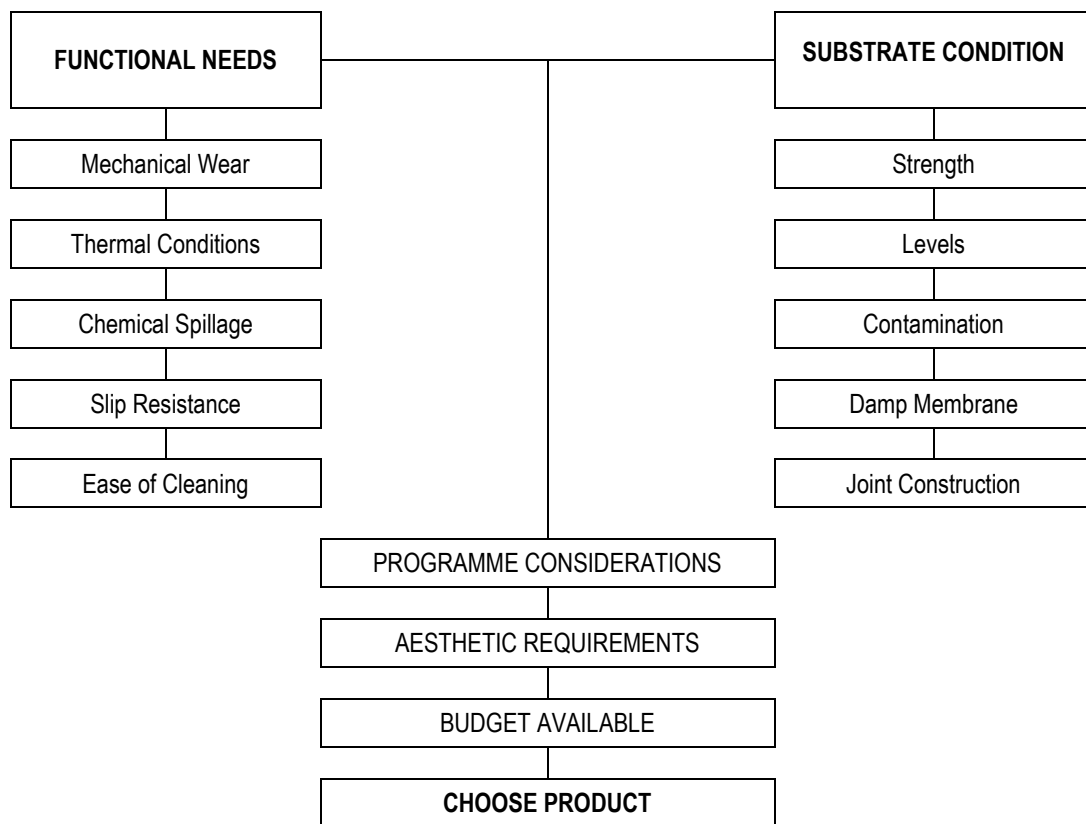 FUNCTIONAL NEEDS
SUBSTRATE CONDITION
Mechanical Wear
Strength
Thermal Conditions
Levels
Chemical Spillage
Contamination
Slip Resistance
Damp Membrane
Ease of Cleaning
Joint Construction
PROGRAMME CONSIDERATIONS
AESTHETIC REQUIREMENTS
BUDGET AVAILABLE
CHOOSE PRODUCT